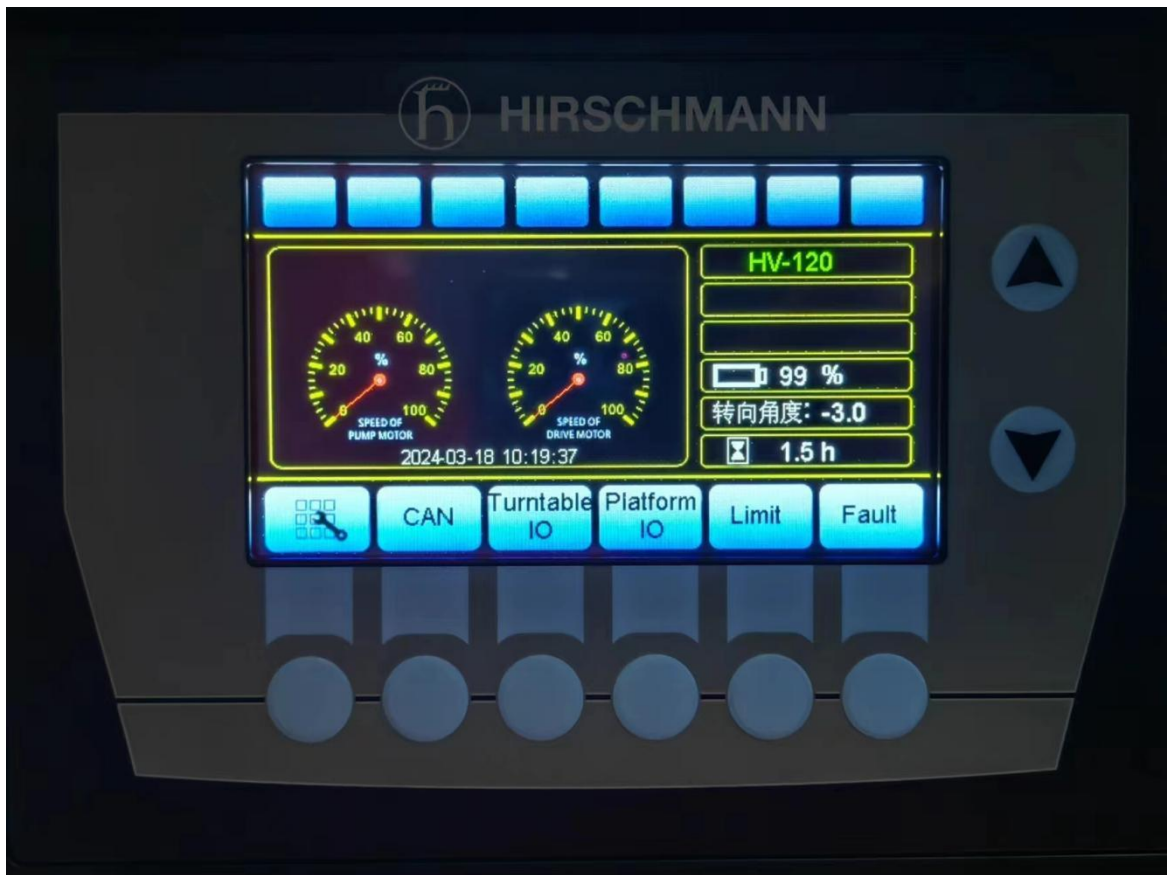 HIRSCHMANN
HV-120
40 60
%
20 80
0 100
SPEED OF
PUMP MOTOR
40 60
%
20 80
0 100
SPEED OF
DRIVE MOTOR
99 %
转向角度: -3.0
2024-03-18 10:19:37
1.5 h
CAN
Turntable
IO
Platform
IO
Limit
Fault